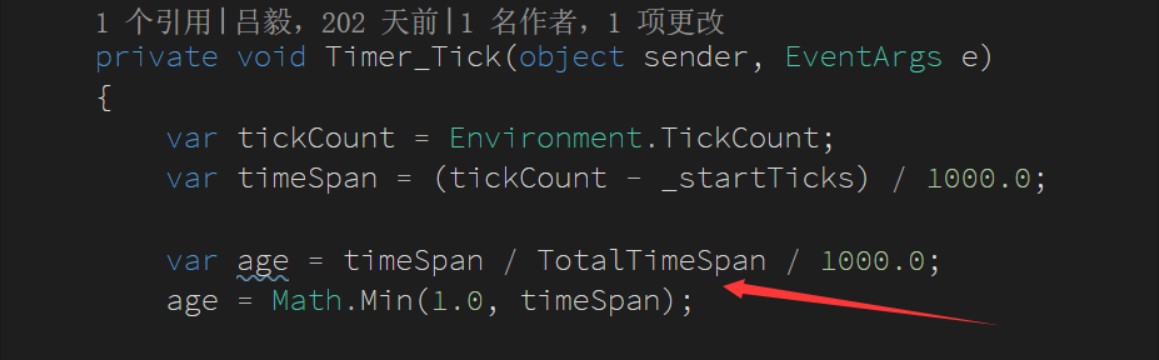 1 个引用|吕毅，202 天前|1 名作者，1 项更改
private void Timer_Tick(object sender, EventArgs e)
{
var tickCount = Environment.TickCount;
var timeSpan = (tickCount - _startTicks) / 1000.0;
var age = timeSpan / TotalTimeSpan / 1000.0;
age = Math.Min(1.0, timeSpan);